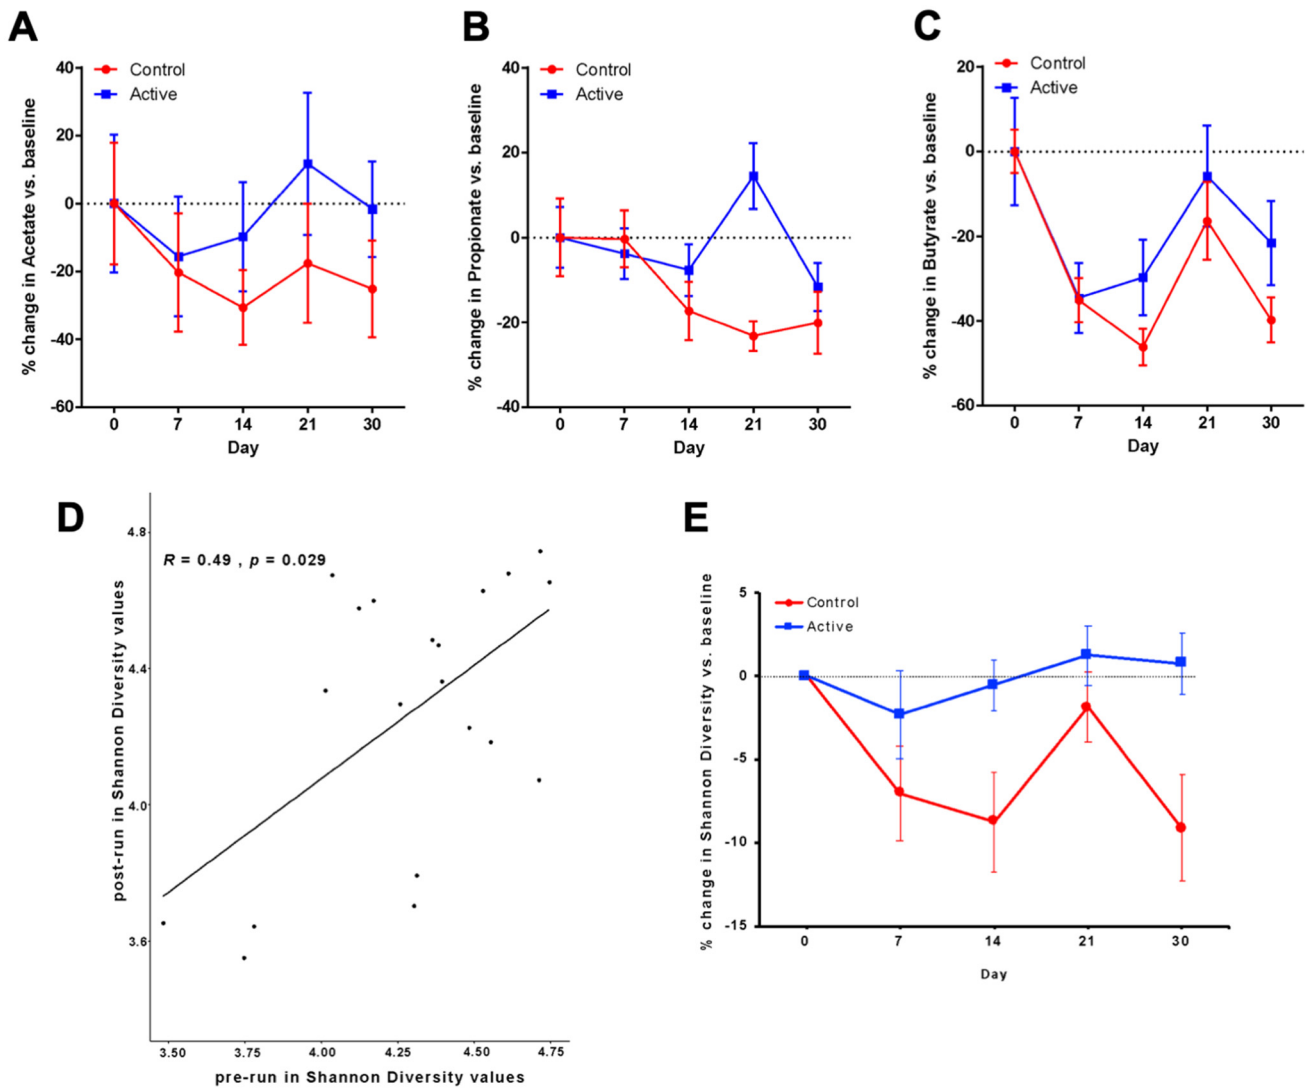 A
Control
Active
40
20
0
-20
-40
-60
% change in Acetate vs. baseline
0 7 14 21 30
Day
B
Control
Active
40
20
0
-20
-40
% change in Propionate vs. baseline
0 7 14 21 30
Day
C
Control
Active
20
0
-20
-40
-60
% change in Butyrate vs. baseline
0 7 14 21 30
Day
D
R = 0.49 , p = 0.029
4.8
4.4
4.0
3.6
post-run in Shannon Diversity values
3.50 3.75 4.00 4.25 4.50 4.75
pre-run in Shannon Diversity values
E
Control
Active
5
0
-5
-10
-15
% change in Shannon Diversity vs. baseline
0 7 14 21 30
Day